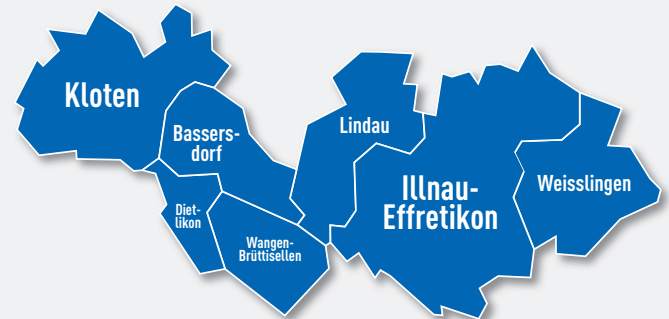 Kloten
Bassers-
dorf
Diet-
likon
Wangen-
Brüttisellen
Lindau
Illnau-
Effretikon
Weisslingen